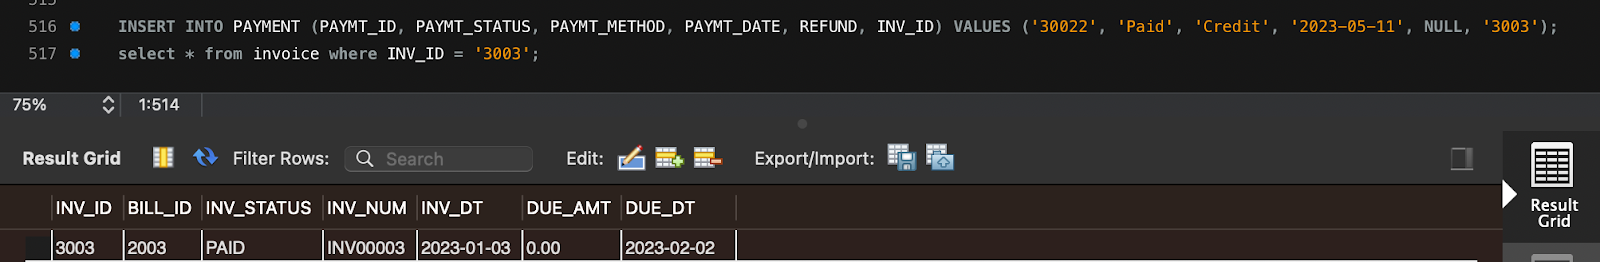 516 INSERT INTO PAYMENT (PAYMT_ID, PAYMT_STATUS, PAYMT_METHOD, PAYMT_DATE, REFUND, INV_ID) VALUES ('30022', 'Paid', 'Credit', '2023-05-11', NULL, '3003');
517 select * from invoice where INV_ID = '3003';
75% 1:514
Result Grid Filter Rows: Search Edit: Export/Import:
INV_ID BILL_ID INV_STATUS INV_NUM INV_DT DUE_AMT DUE_DT
3003 2003 PAID INV00003 2023-01-03 0.00 2023-02-02
Result
Grid